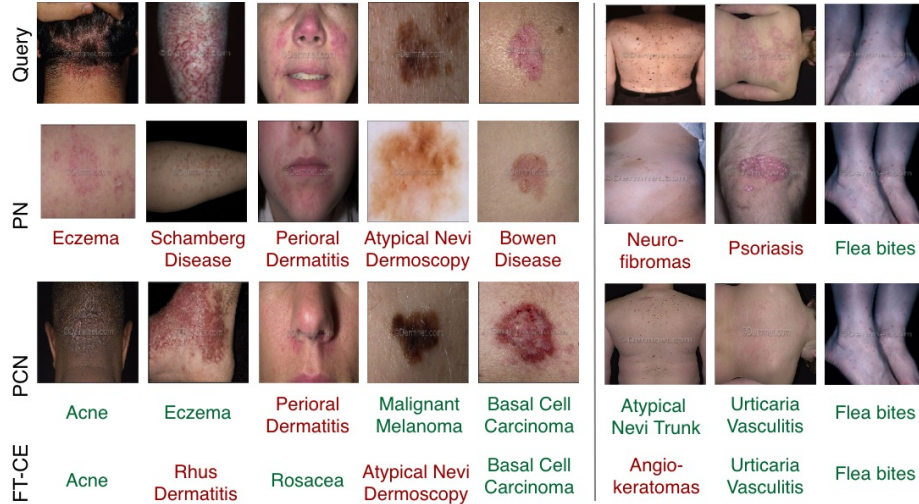 Query
©Dermnet.com
PN
Eczema
Schamberg
Disease
Perioral
Dermatitis
Atypical Nevi
Dermoscopy
Bowen
Disease
Neuro-
fibromas
Psoriasis
Flea bites
PCN
Acne
Eczema
Perioral
Dermatitis
Malignant
Melanoma
Basal Cell
Carcinoma
Atypical
Nevi Trunk
Urticaria
Vasculitis
Flea bites
FT-CE
Acne
Rhus
Dermatitis
Rosacea
Atypical Nevi
Dermoscopy
Basal Cell
Carcinoma
Angio-
keratomas
Urticaria
Vasculitis
Flea bites